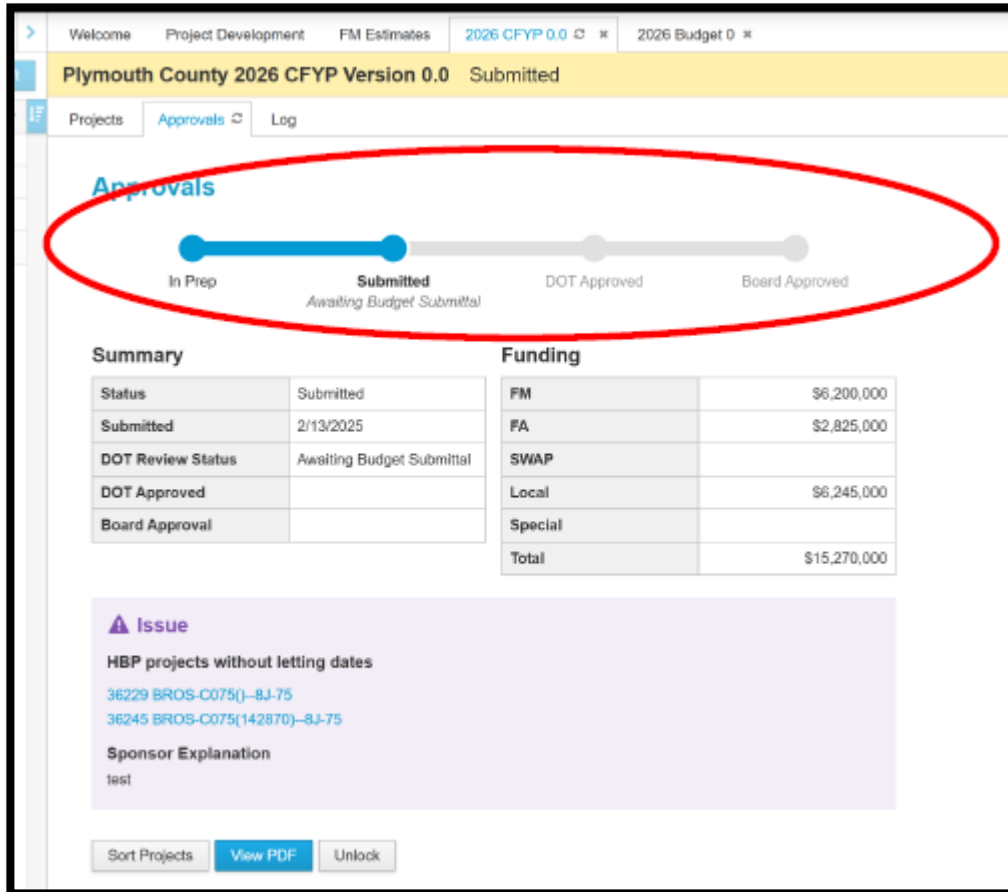 Welcome Project Development FM Estimates 2026 CFYP 0.0 2026 Budget 0
Plymouth County 2026 CFYP Version 0.0 Submitted
Projects Approvals Log
Approvals
In Prep Submitted DOT Approved Board Approved
Awaiting Budget Submittal
Summary Funding
Status Submitted FM $6,200,000
Submitted 2/13/2025 FA $2,825,000
DOT Review Status Awaiting Budget Submittal SWAP
DOT Approved Local $6,245,000
Board Approval Special
Total $15,270,000
Issue
HBP projects without letting dates
36229 BROS-C075()--8J-75
36245 BROS-C075(142870)--8J-75
Sponsor Explanation
test
Sort Projects View PDF Unlock